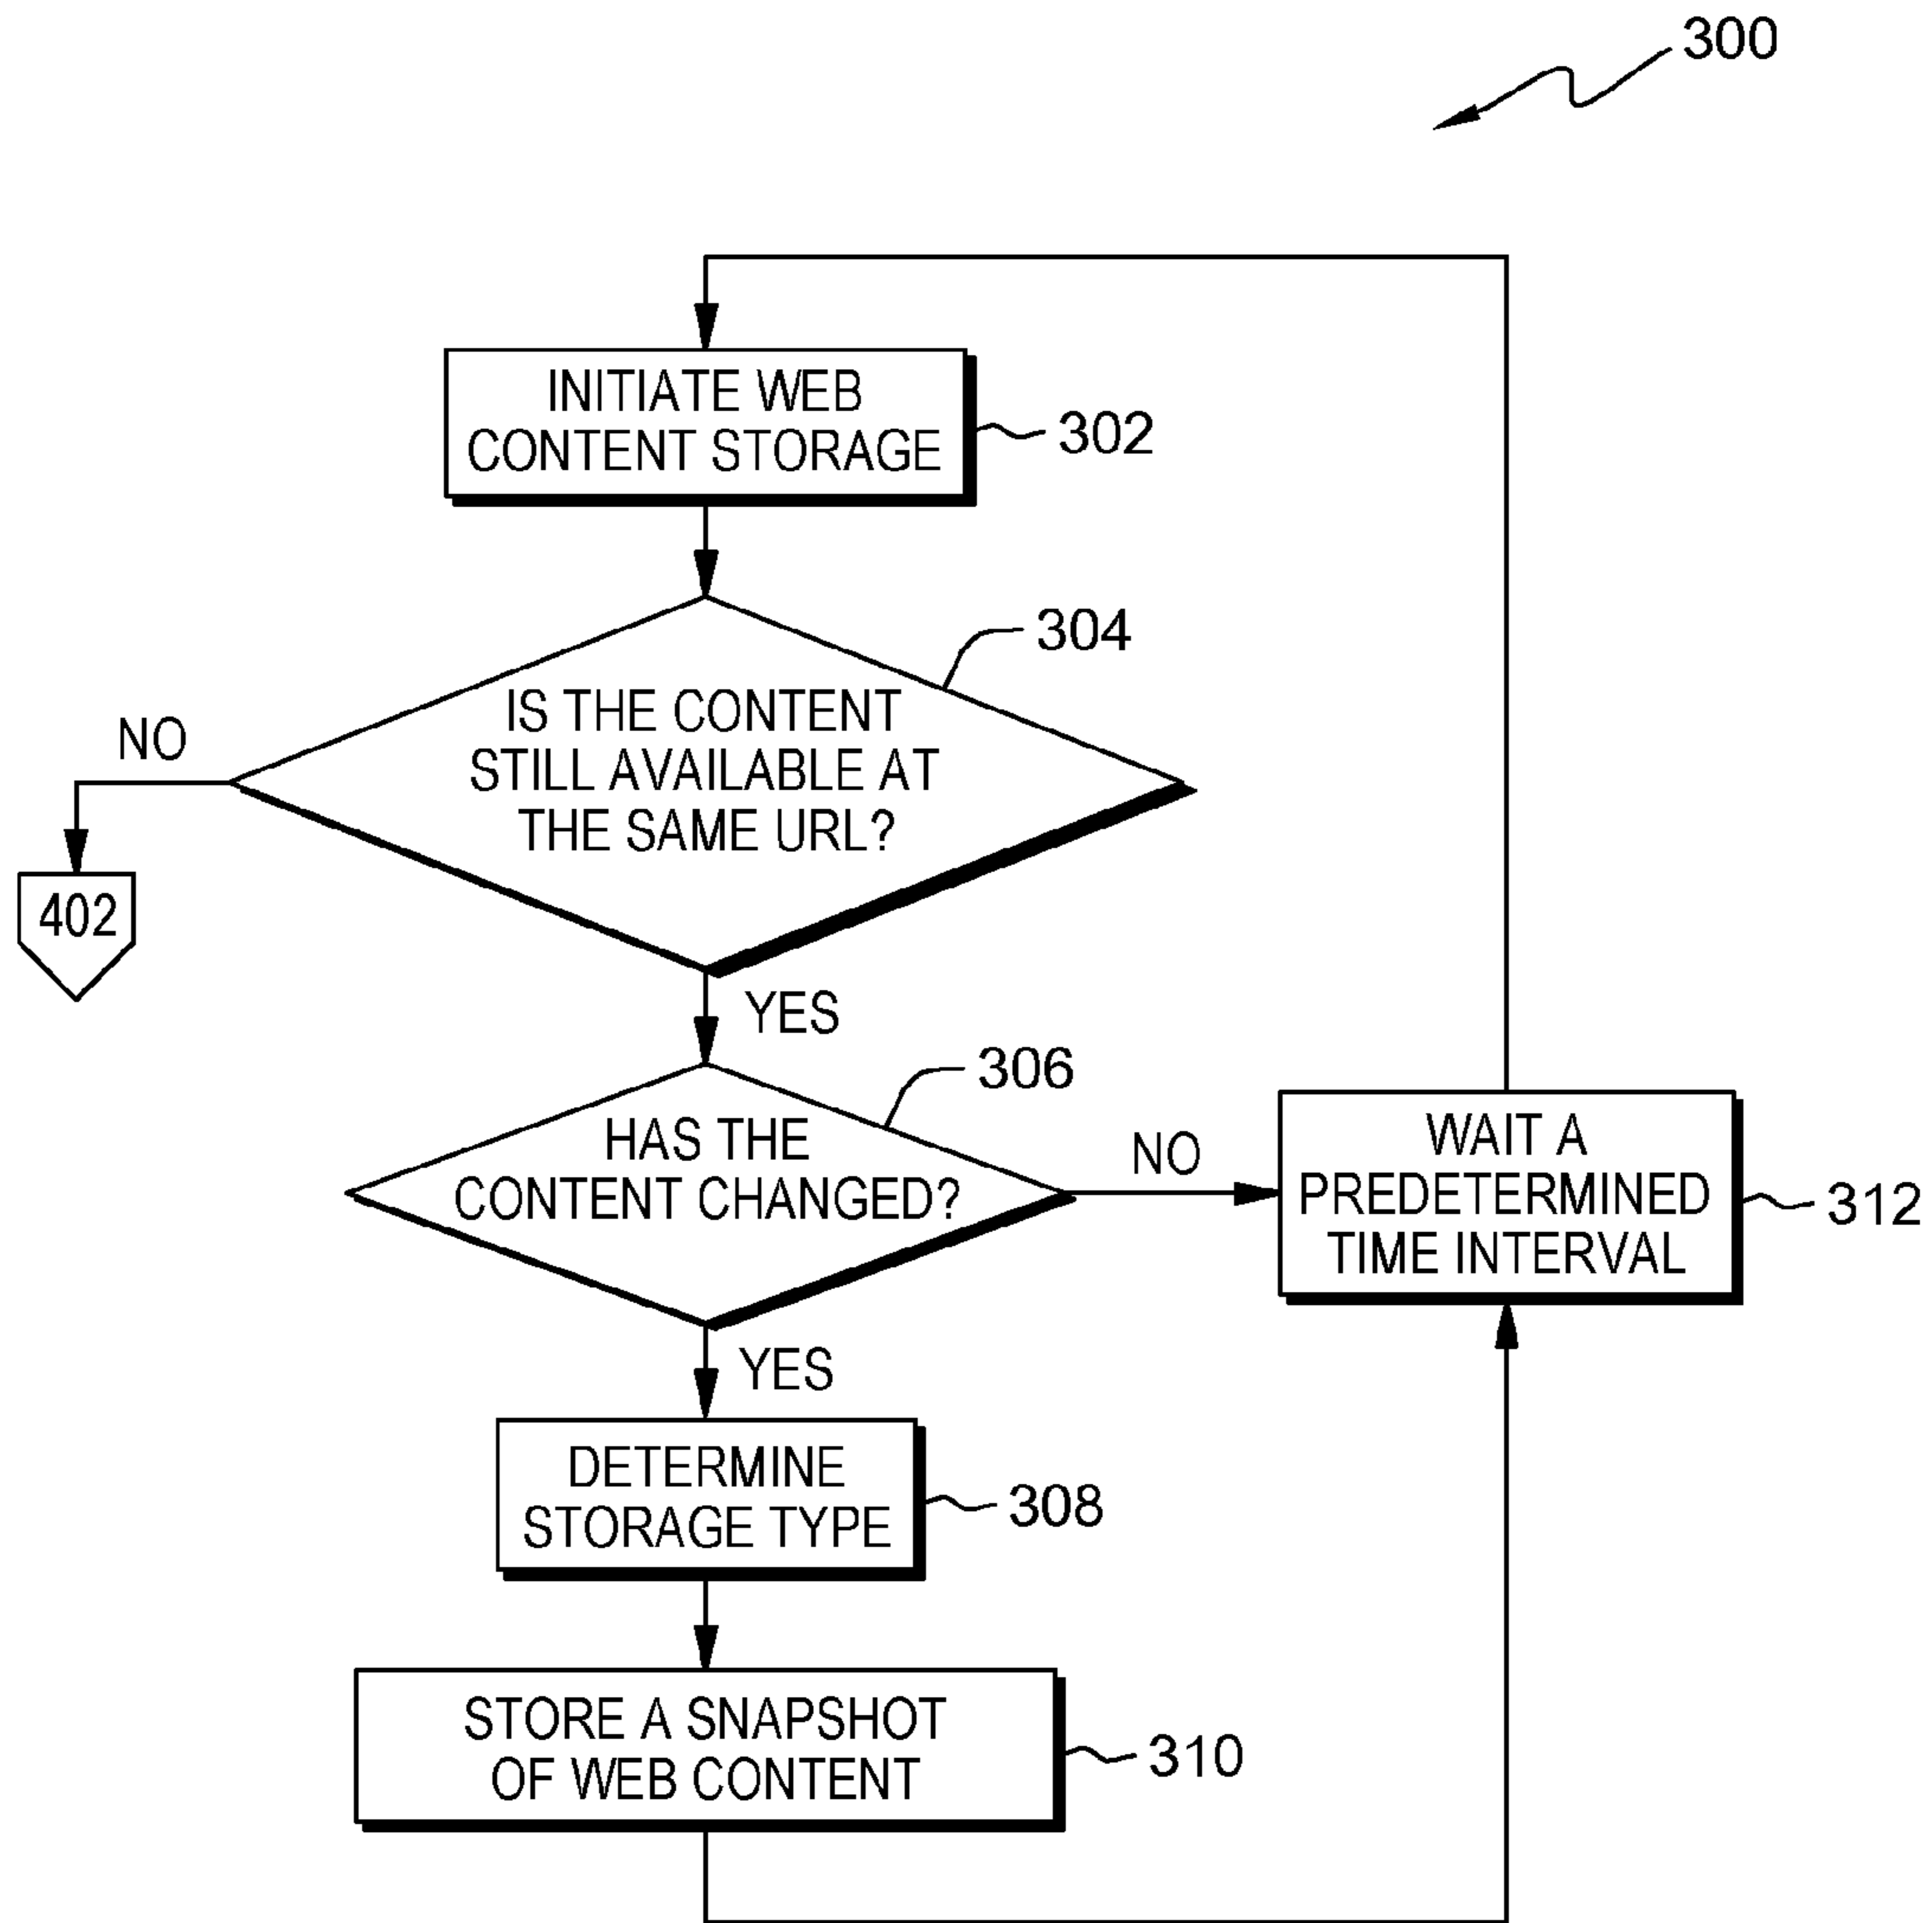 300
INITIATE WEB
CONTENT STORAGE
302
304
IS THE CONTENT
STILL AVAILABLE AT
THE SAME URL?
NO
402
YES
306
HAS THE
CONTENT CHANGED?
NO
WAIT A
PREDETERMINED
TIME INTERVAL
312
YES
DETERMINE
STORAGE TYPE
308
STORE A SNAPSHOT
OF WEB CONTENT
310